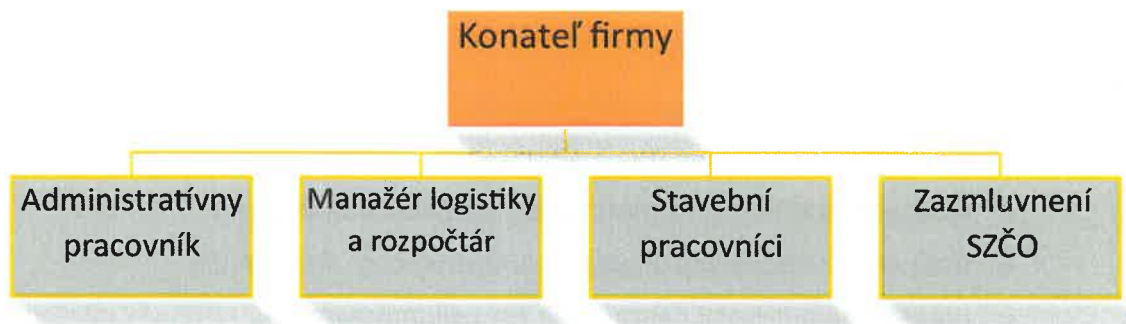 Konateľ firmy
Administratívny
pracovník
Manažér logistiky
a rozpočtár
Stavební
pracovníci
Zazmluvnení
SZČO